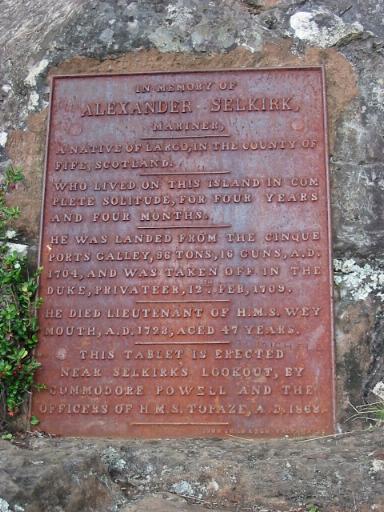 IN MEMORY OF
ALEXANDER SELKIRK,
MARINER,
A NATIVE OF LARGO, IN THE COUNTY OF
FIFE, SCOTLAND.
WHO LIVED ON THIS ISLAND IN COM
PLETE SOLITUDE, FOR FOUR YEARS
AND FOUR MONTHS.
HE WAS LANDED FROM THE CINQUE
PORTS GALLEY, 96 TONS, 16 GUNS, A.D.
1704, AND WAS TAKEN OFF IN THE
DUKE, PRIVATEER, 12TH FEB, 1709.
HE DIED LIEUTENANT OF H.M.S. WEY
MOUTH, A.D. 1723, AGED 47 YEARS.
THIS TABLET IS ERECTED
NEAR SELKIRKS LOOKOUT, BY
COMMODORE POWELL AND THE
OFFICERS OF H.M.S. TOPAZE, A.D. 1868.